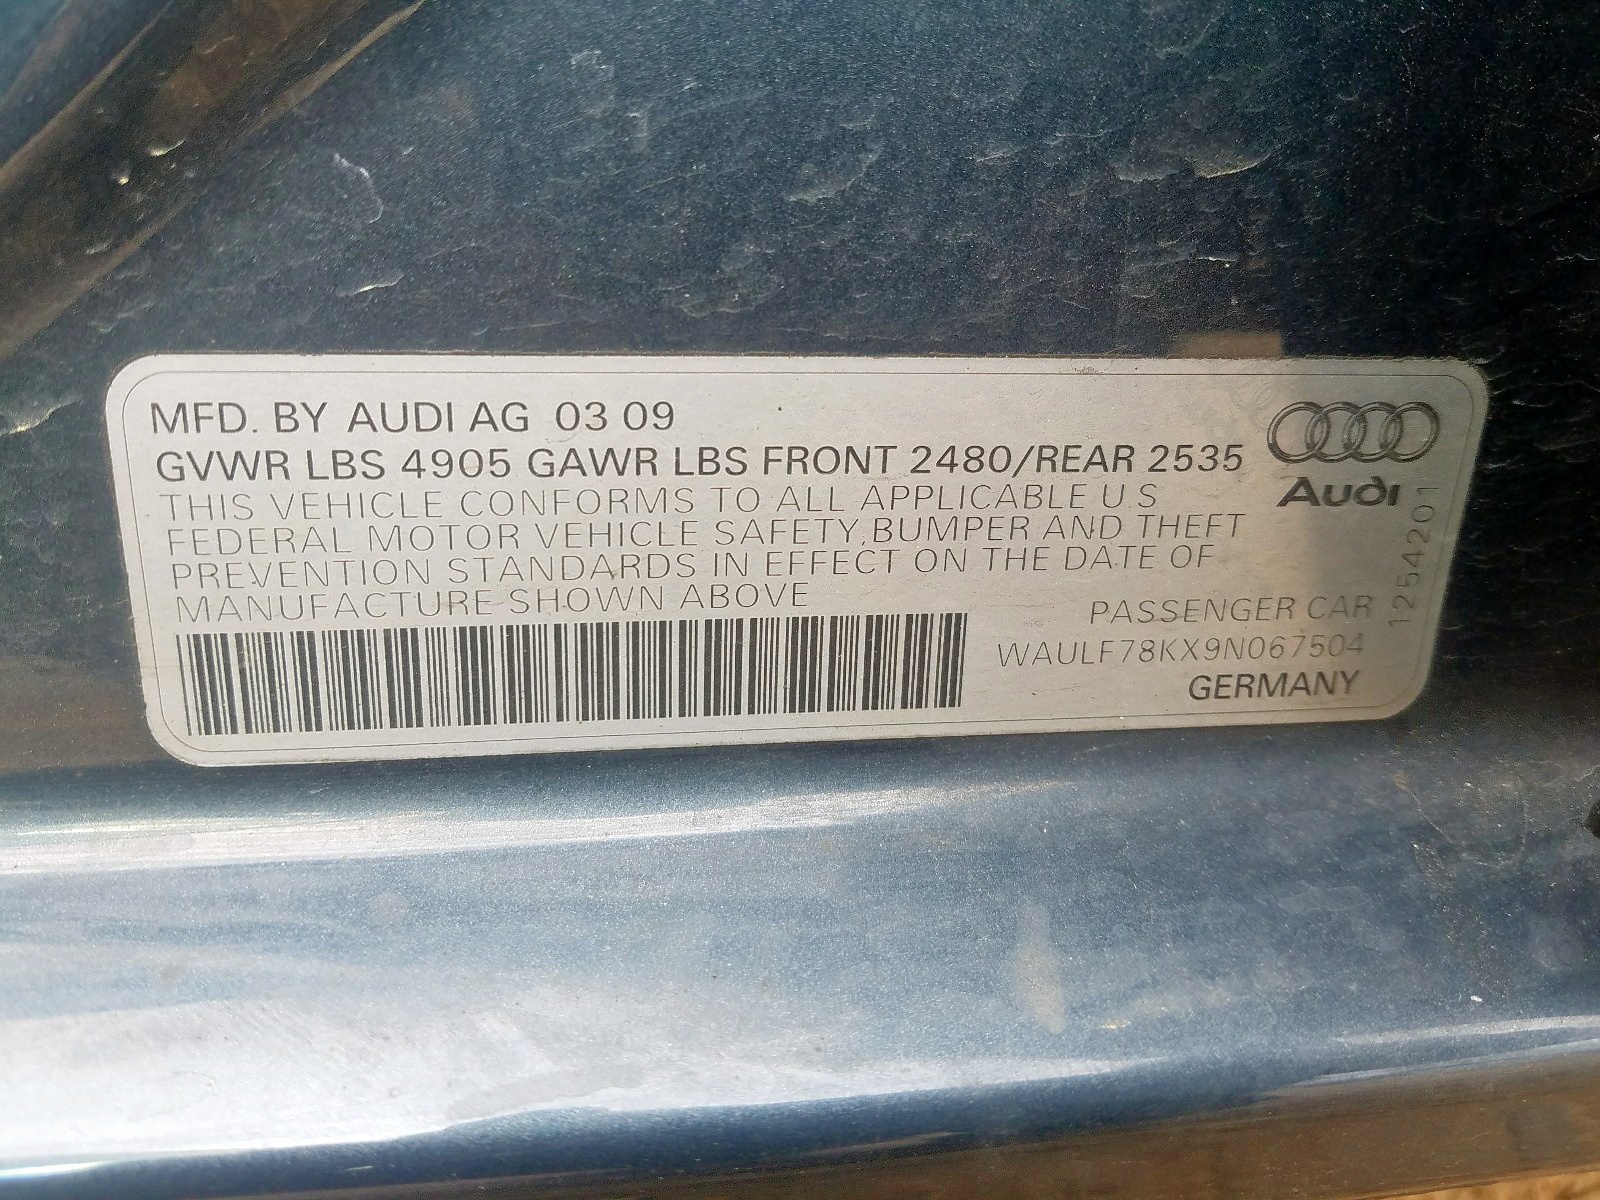 MFD. BY AUDI AG 03 09
GVWR LBS 4905 GAWR LBS FRONT 2480/REAR 2535
THIS VEHICLE CONFORMS TO ALL APPLICABLE U S
FEDERAL MOTOR VEHICLE SAFETY, BUMPER AND THEFT
PREVENTION STANDARDS IN EFFECT ON THE DATE OF
MANUFACTURE SHOWN ABOVE
Audi
1254201
PASSENGER CAR
WAULF78KX9N067504
GERMANY